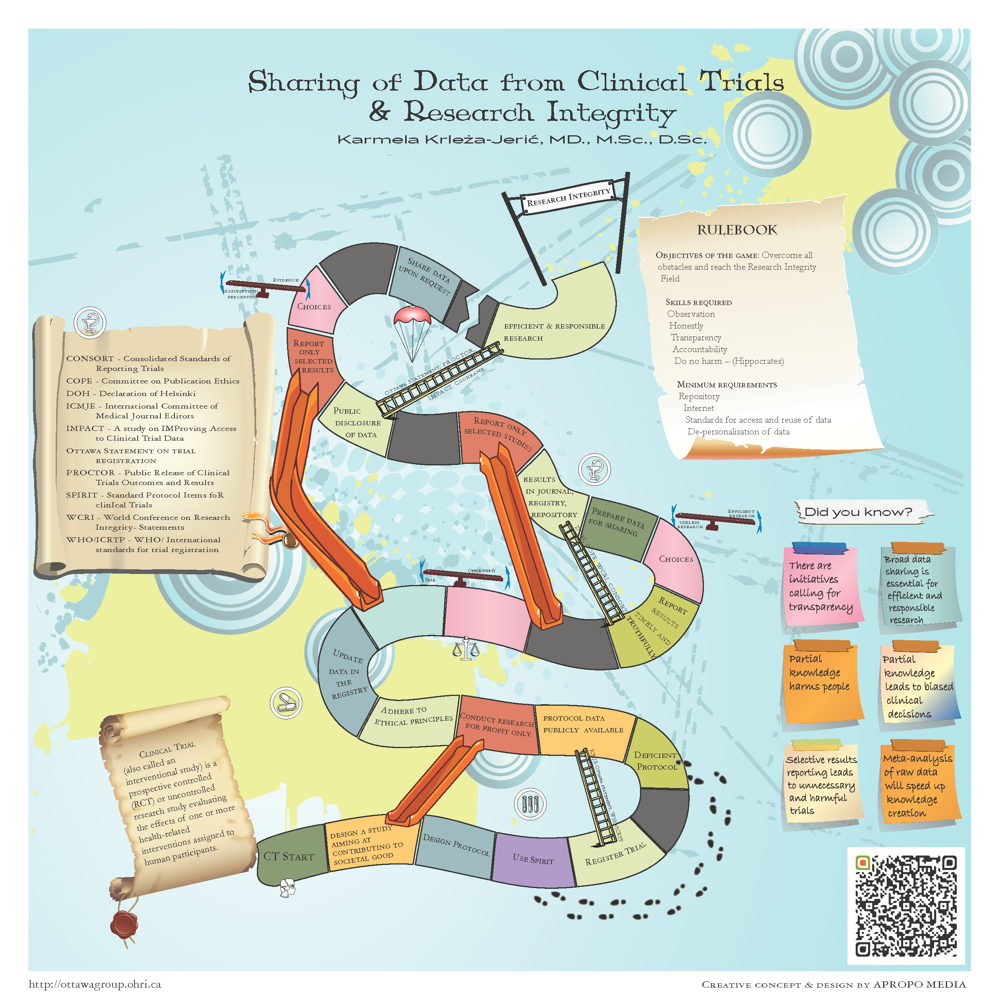 Sharing of Data from Clinical Trials
& Research Integrity
Karmela Krleža-Jerić, MD., M.Sc., D.Sc.
Research Integrity
RULEBOOK
Objectives of the game: Overcome all
obstacles and reach the Research Integrity
Field
Skills required
Observation
Honestly
Transparency
Accountability
Do no harm – (Hippocrates)
Minimum requirements
Repository
Internet
Standards for access and reuse of data
De-personalisation of data
Share data
upon request
Evidence
Assumption/
perception
Choices
efficient & responsible
research
Report
only
selected
results
Ottawa Statement, PROCTOR,
IMPACT, Cochrane
Public
disclosure
of data
Report only
selected studies
results
in journal,
registry,
repository
Prepare data
for sharing
Efficient
research
useless
research
Choices
DOH, COPE, WCRI, CONSORT
Report
results
timely and
truthfully
Opportunity
Fear
Update
data in
the
registry
Adhere to
ethical principles
Conduct research
for profit only
protocol data
publicly available
Deficient
Protocol
ICMJE-Ottawa statement, WHO/ICRTP
CT Start
design a study
aiming at
contributing to
societal good
Design Protocol
Use Spirit
Register Trial
CONSORT - Consolidated Standards of
Reporting Trials
COPE - Committee on Publication Ethics
DOH - Declaration of Helsinki
ICMJE - International Committee of
Medical Journal Editors
IMPACT - A study on IMProving Access
to Clinical Trial Data
Ottawa Statement on trial
registration
PROCTOR - Public Release of Clinical
Trials Outcomes and Results
SPIRIT - Standard Protocol Items foR
clinIcal Trials
WCRI - World Conference on Research
Integrity- Statements
WHO/ICRTP - WHO/ International
standards for trial registration
Clinical Trial
(also called an
interventional study) is a
prospective controlled
(RCT) or uncontrolled
research study evaluating
the effects of one or more
health-related
interventions assigned to
human participants.
Did you know?
There are
initiatives
calling for
transparency
Broad data
sharing is
essential for
efficient and
responsible
research
Partial
knowledge
harms people
Partial
knowledge
leads to biased
clinical
decisions
Selective results
reporting leads
to unnecessary
and harmful
trials
Meta-analysis
of raw data
will speed up
knowledge
creation
http://ottawagroup.ohri.ca
Creative concept & design by APROPO MEDIA